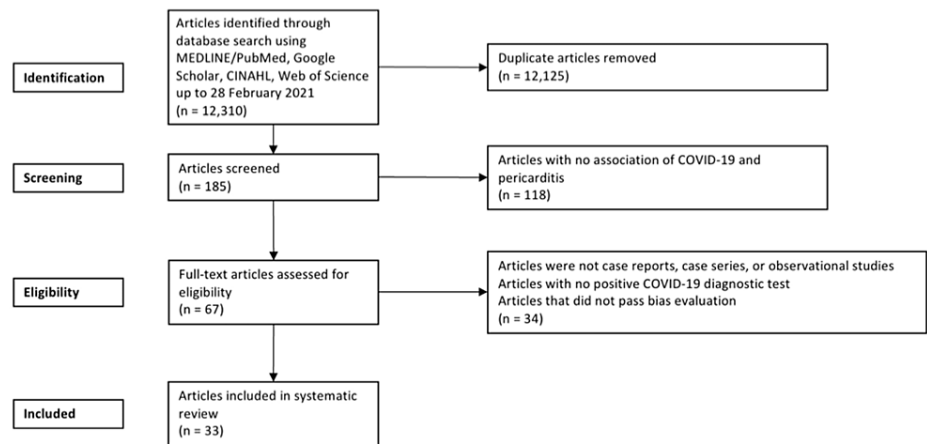 Identification
Articles identified through
database search using
MEDLINE/PubMed, Google
Scholar, CINAHL, Web of Science
up to 28 February 2021
(n = 12,310)
Duplicate articles removed
(n = 12,125)
Screening
Articles screened
(n = 185)
Articles with no association of COVID-19 and
pericarditis
(n = 118)
Eligibility
Full-text articles assessed for
eligibility
(n = 67)
Articles were not case reports, case series, or observational studies
Articles with no positive COVID-19 diagnostic test
Articles that did not pass bias evaluation
(n = 34)
Included
Articles included in systematic
review
(n = 33)